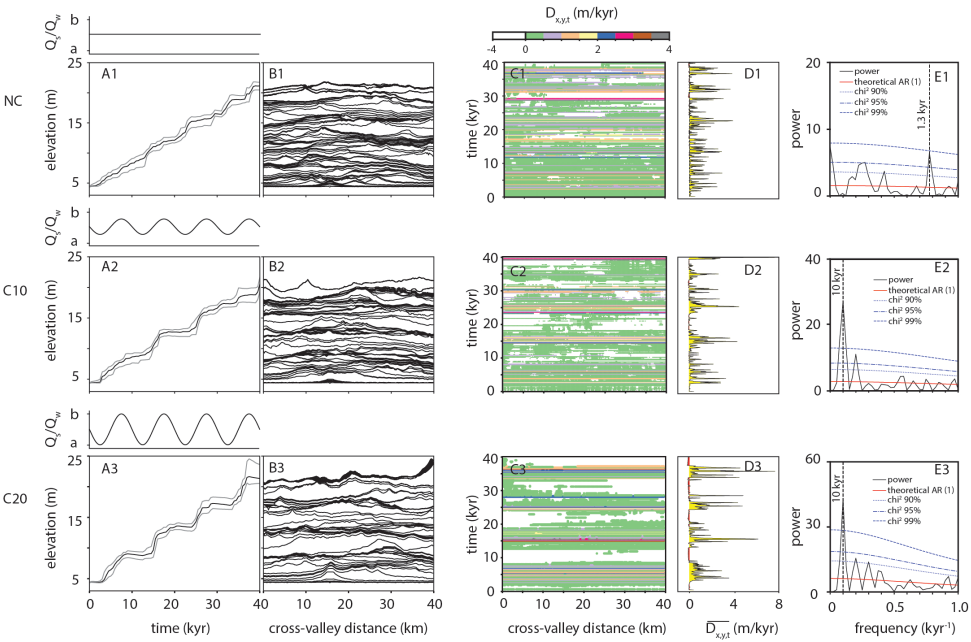 D x,y,t (m/kyr)
-4 0 2 4
NC
b
Qs/Qw
a
A1
B1
C1
D1
E1
elevation (m)
25
15
5
time (kyr)
40
30
20
10
0
power
20
10
0
1.3 kyr
power
theoretical AR (1)
chi² 90%
chi² 95%
chi² 99%
0 10 20 30 40
C10
b
Qs/Qw
a
A2
B2
C2
D2
E2
elevation (m)
25
15
5
time (kyr)
40
30
20
10
0
power
40
20
0
10 kyr
power
theoretical AR (1)
chi² 90%
chi² 95%
chi² 99%
C20
b
Qs/Qw
a
A3
B3
C3
D3
E3
elevation (m)
25
15
5
time (kyr)
40
30
20
10
0
power
60
30
0
10 kyr
power
theoretical AR (1)
chi² 90%
chi² 95%
chi² 99%
0 10 20 30 40
0 10 20 30 40
0 10 20 30 40
0 4 8
0 0.5 1.0
time (kyr)
cross-valley distance (km)
cross-valley distance (km)
D x,y,t (m/kyr)
frequency (kyr⁻¹)